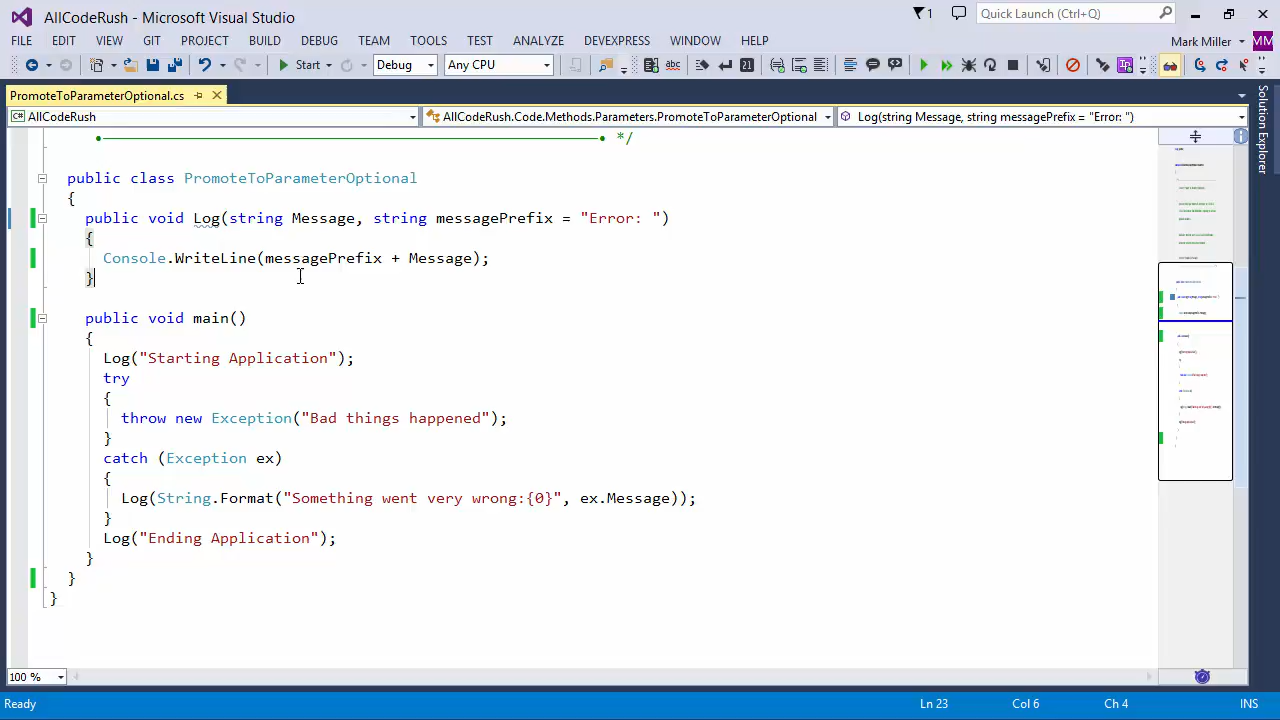 AllCodeRush - Microsoft Visual Studio
1
Quick Launch (Ctrl+Q)
FILE EDIT VIEW GIT PROJECT BUILD DEBUG TEAM TOOLS TEST ANALYZE DEVEXPRESS WINDOW HELP
Mark Miller MM
Start Debug Any CPU abc 21
PromoteToParameterOptional.cs
C# AllCodeRush AllCodeRush.Code.Methods.Parameters.PromoteToParameterOptional Log(string Message, string messagePrefix = "Error: ")
Solution Explorer
*/
public class PromoteToParameterOptional
{
public void Log(string Message, string messagePrefix = "Error: ")
{
Console.WriteLine(messagePrefix + Message);
}
public void main()
{
Log("Starting Application");
try
{
throw new Exception("Bad things happened");
}
catch (Exception ex)
{
Log(String.Format("Something went very wrong:{0}", ex.Message));
}
Log("Ending Application");
}
}
}
100 %
Ready Ln 23 Col 6 Ch 4 INS